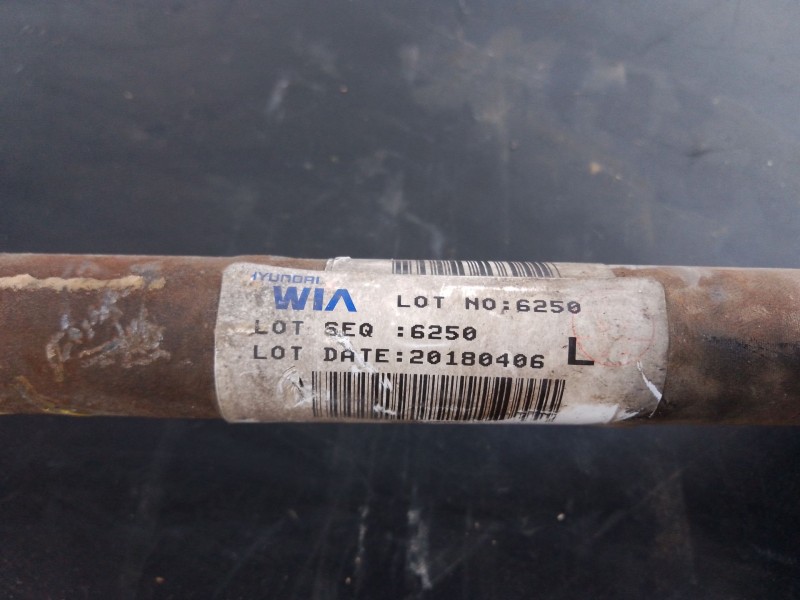 HYUNDAI
WIA LOT NO:6250
LOT SEQ :6250
LOT DATE:20180406 L